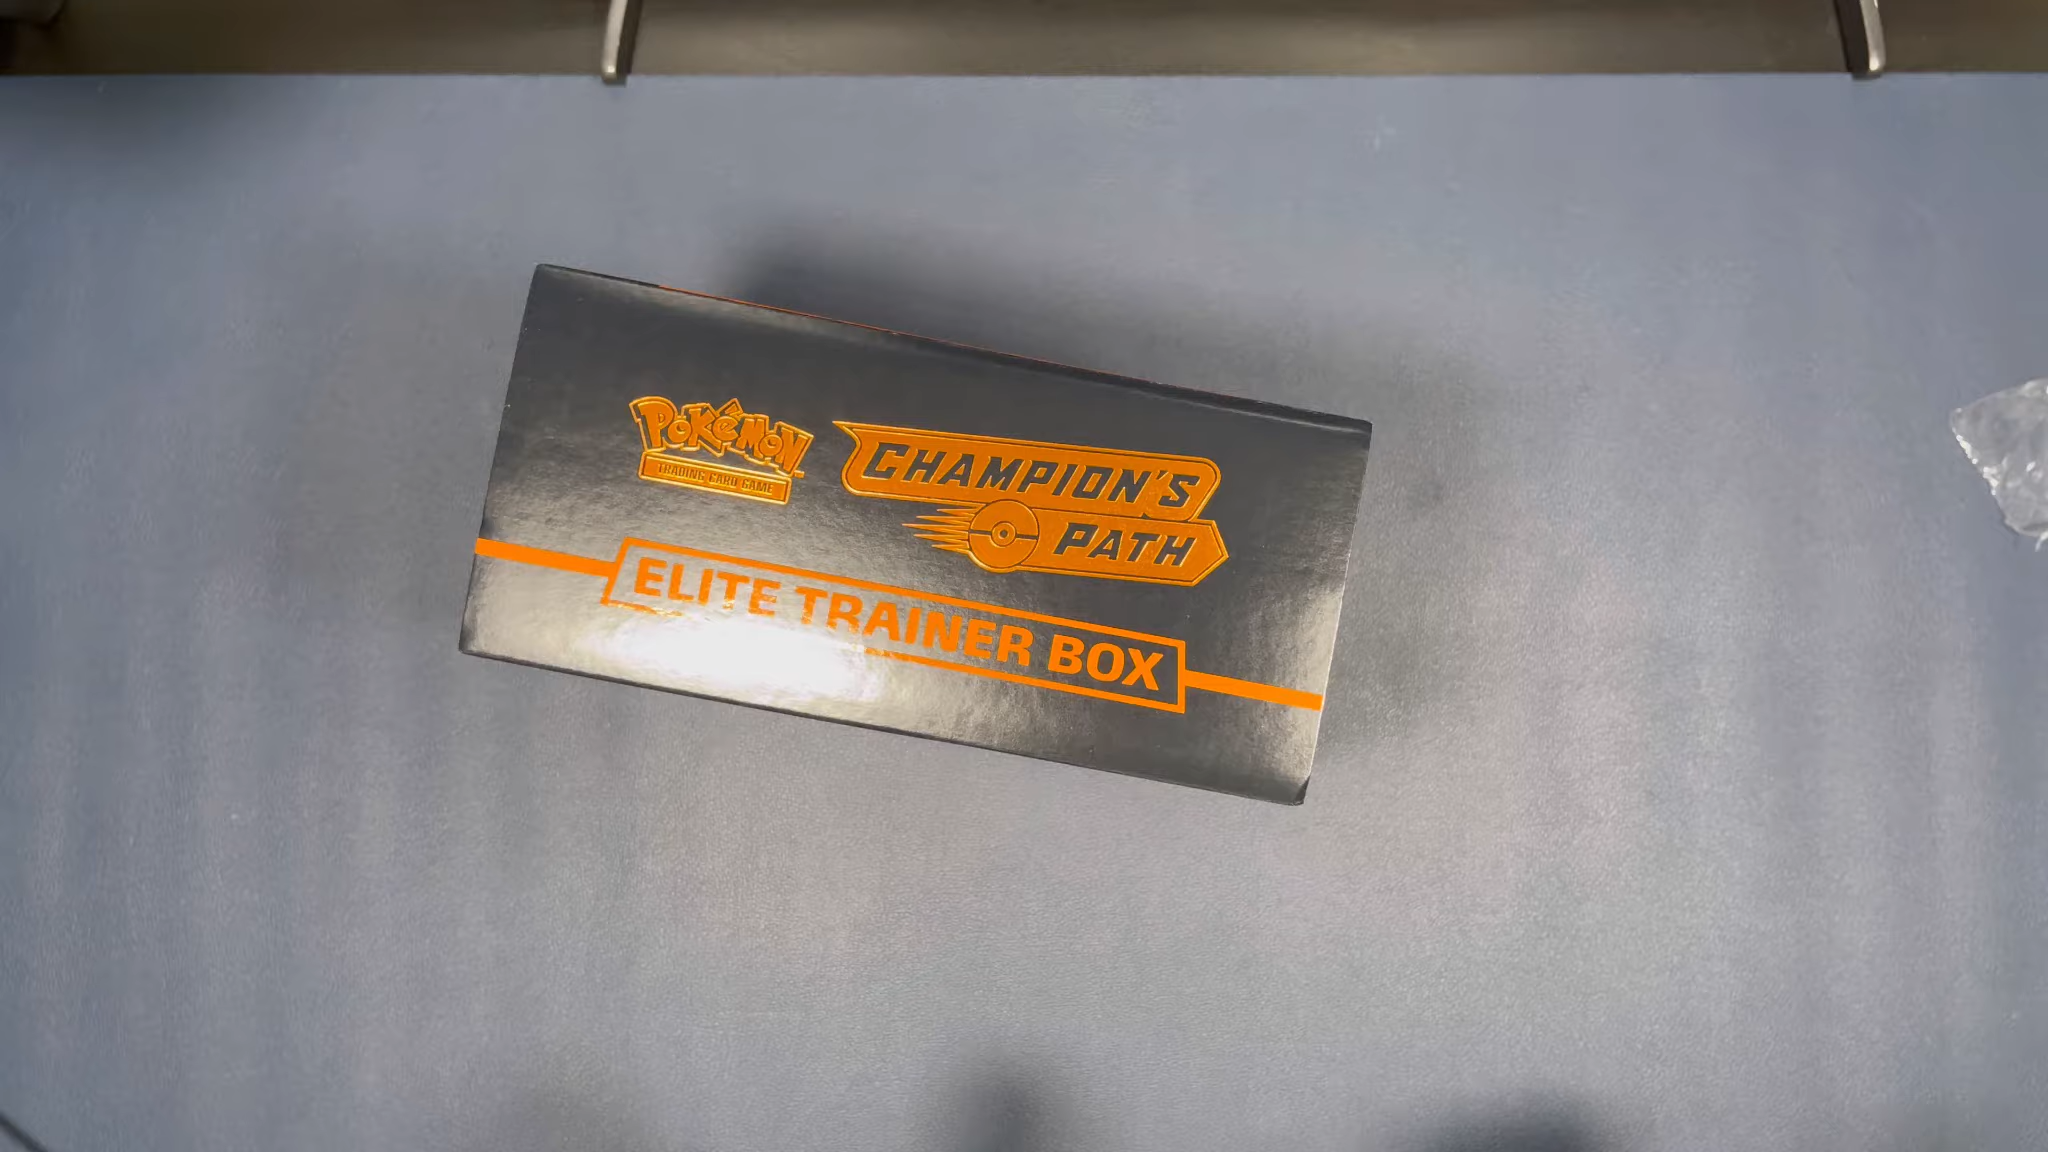 POKéMON
TRADING CARD GAME
CHAMPION'S
PATH
ELITE TRAINER BOX